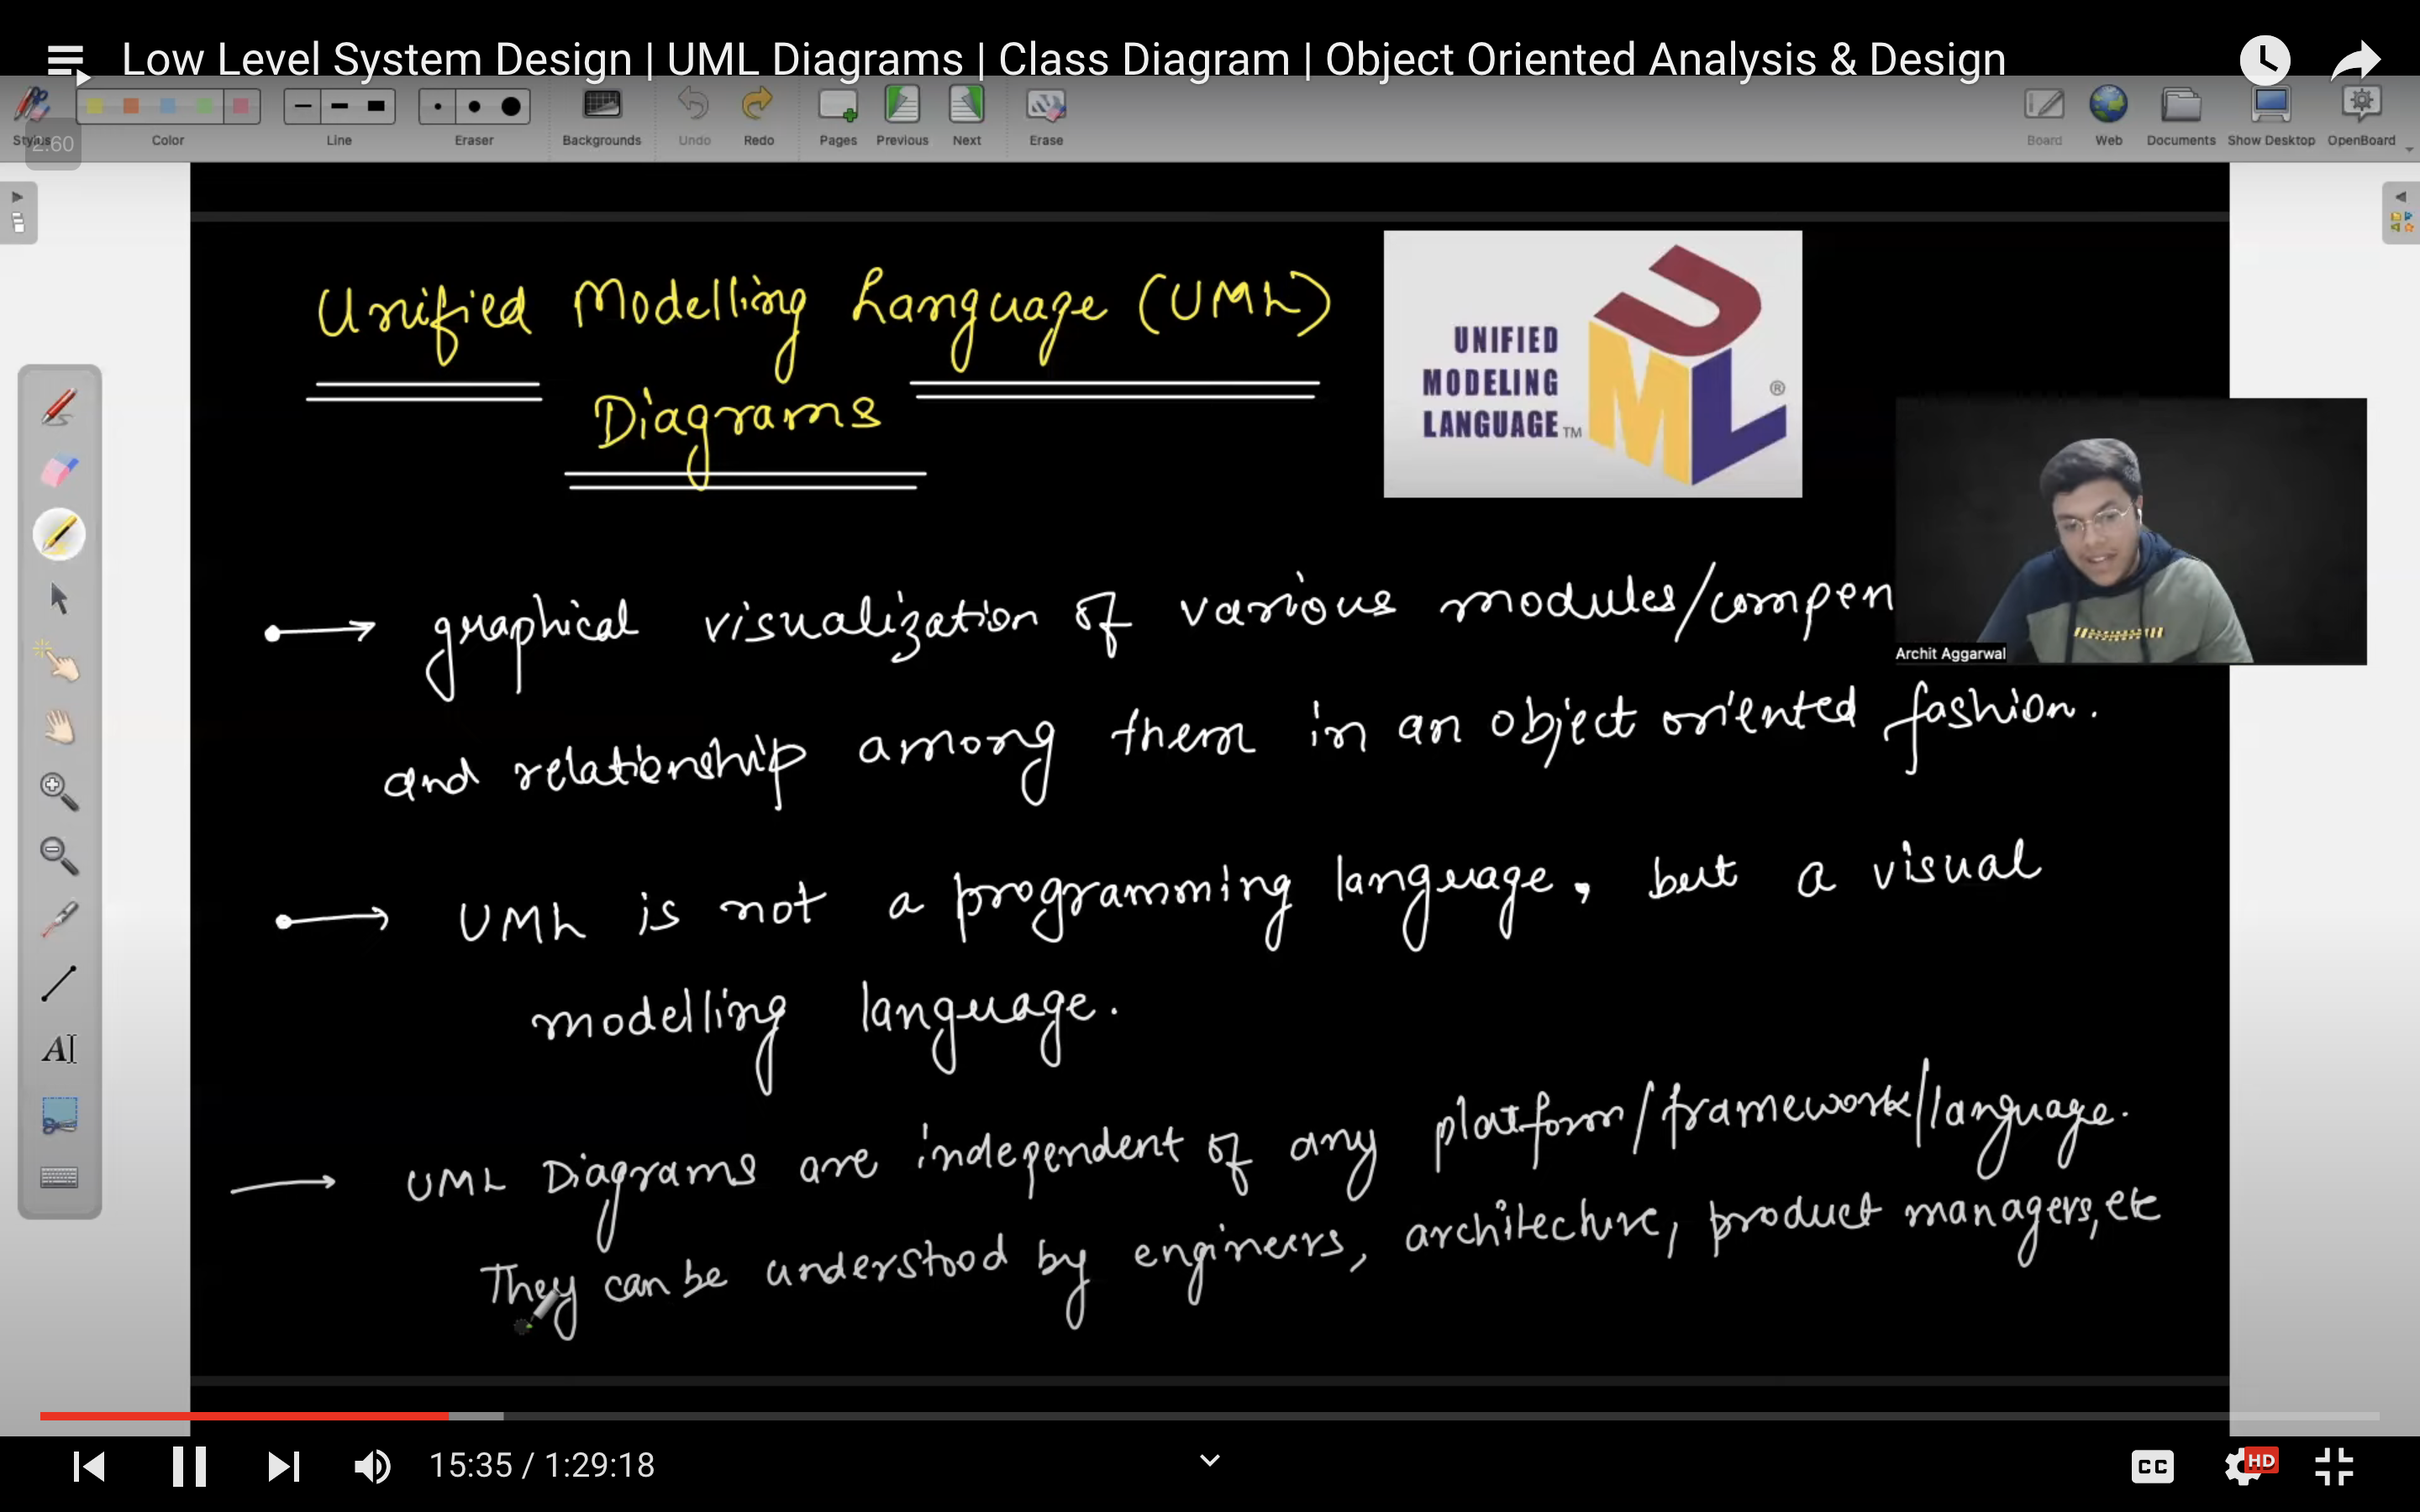 Low Level System Design | UML Diagrams | Class Diagram | Object Oriented Analysis & Design
Stylus Color Line Eraser Backgrounds Undo Redo Pages Previous Next Erase Board Web Documents Show Desktop OpenBoard
2.60
Unified Modelling Language (UML)
Diagrams
UNIFIED
MODELING
LANGUAGE TM
UML ®
graphical visualization of various modules/compen
Archit Aggarwal
and relationship among them in an object oriented fashion.
UML is not a programming language, but a visual
modelling language.
UML Diagrams are independent of any platform/framework/language.
They can be understood by engineers, architecture, product managers, etc
15:35 / 1:29:18
CC HD